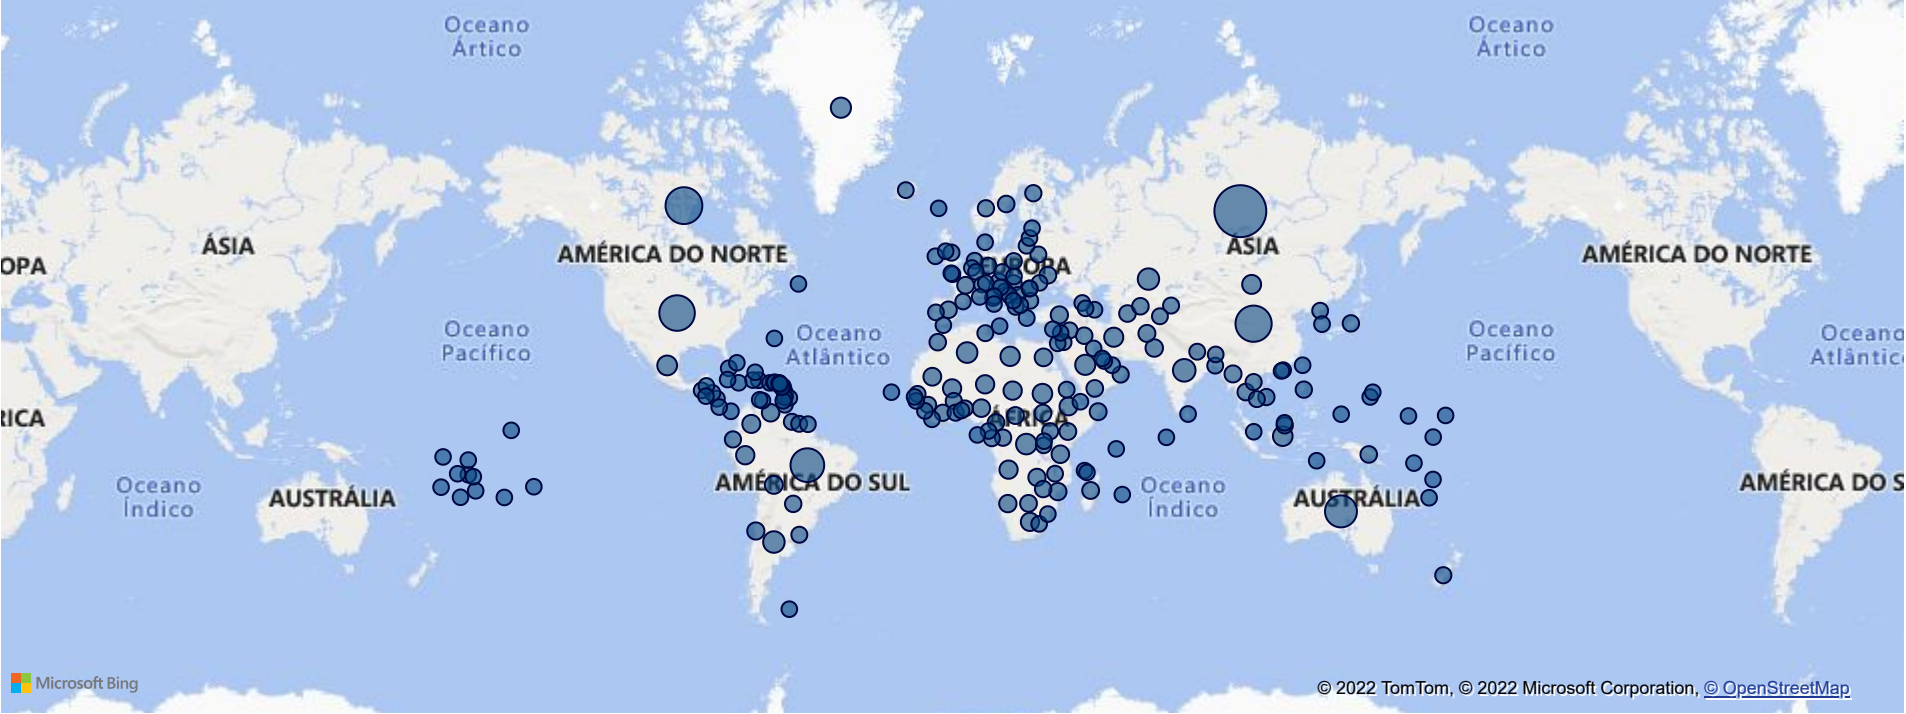 Oceano
Ártico
Oceano
Ártico
ÁSIA
AMÉRICA DO NORTE
ÁSIA
AMÉRICA DO NORTE
OPA
EUROPA
Oceano
Pacífico
Oceano
Atlântico
Oceano
Pacífico
Oceano
Atlântic
RICA
ÁFRICA
Oceano
Índico
AUSTRÁLIA
AMÉRICA DO SUL
Oceano
Índico
AUSTRÁLIA
AMÉRICA DO S
Microsoft Bing
© 2022 TomTom, © 2022 Microsoft Corporation, © OpenStreetMap